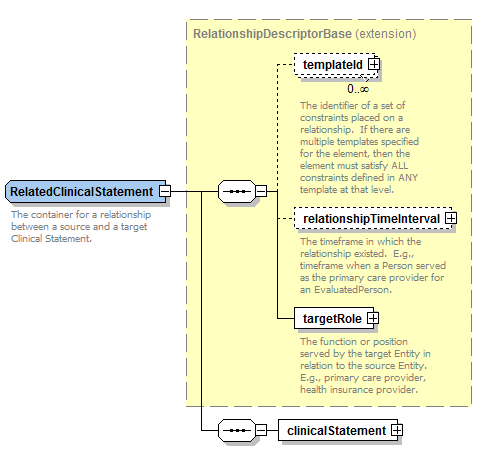 RelationshipDescriptorBase (extension)
templateId
0..∞
The identifier of a set of
constraints placed on a
relationship.  If there are
multiple templates specified
for the element, then the
element must satisfy ALL
constraints defined in ANY
template at that level.
RelatedClinicalStatement
The container for a relationship
between a source and a target
Clinical Statement.
relationshipTimeInterval
The timeframe in which the
relationship existed.  E.g.,
timeframe when a Person served
as the primary care provider for
an EvaluatedPerson.
targetRole
The function or position
served by the target Entity in
relation to the source Entity.
E.g., primary care provider,
health insurance provider.
clinicalStatement